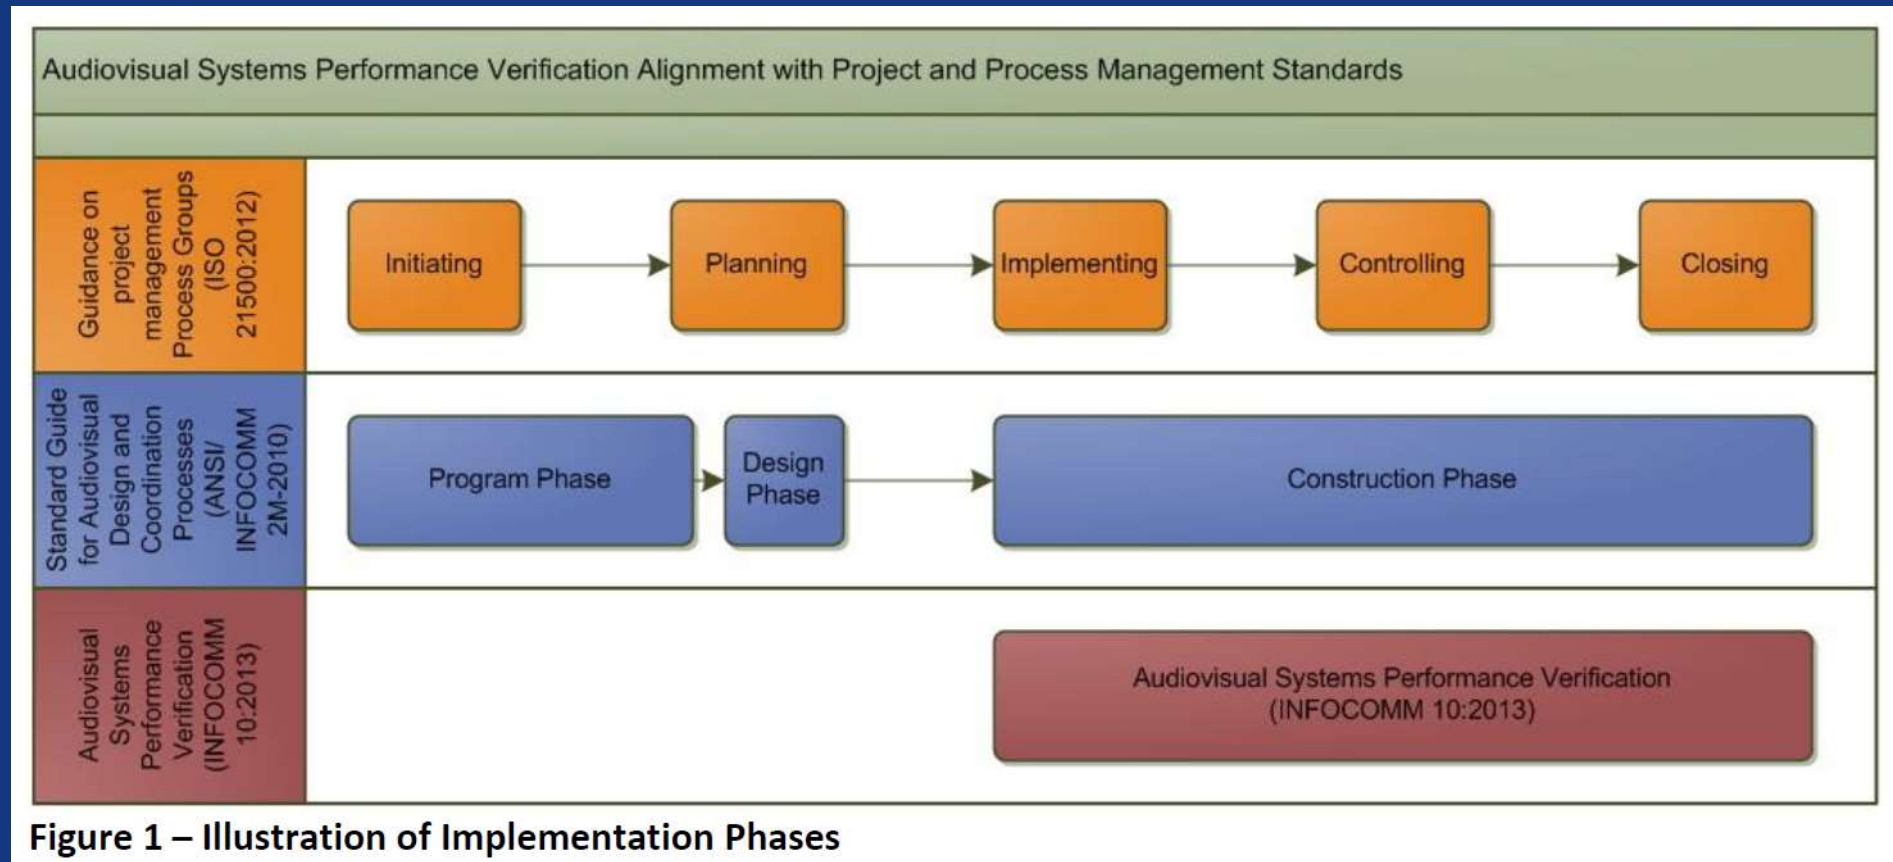 Audiovisual Systems Performance Verification Alignment with Project and Process Management Standards
Guidance on
project
management
Process Groups
(ISO
21500:2012)
Initiating
Planning
Implementing
Controlling
Closing
Standard Guide
for Audiovisual
Design and
Coordination
Processes
(ANSI/
INFOCOMM
2M-2010)
Program Phase
Design
Phase
Construction Phase
Audiovisual
Systems
Performance
Verification
(INFOCOMM
10:2013)
Audiovisual Systems Performance Verification
(INFOCOMM 10:2013)
Figure 1 – Illustration of Implementation Phases